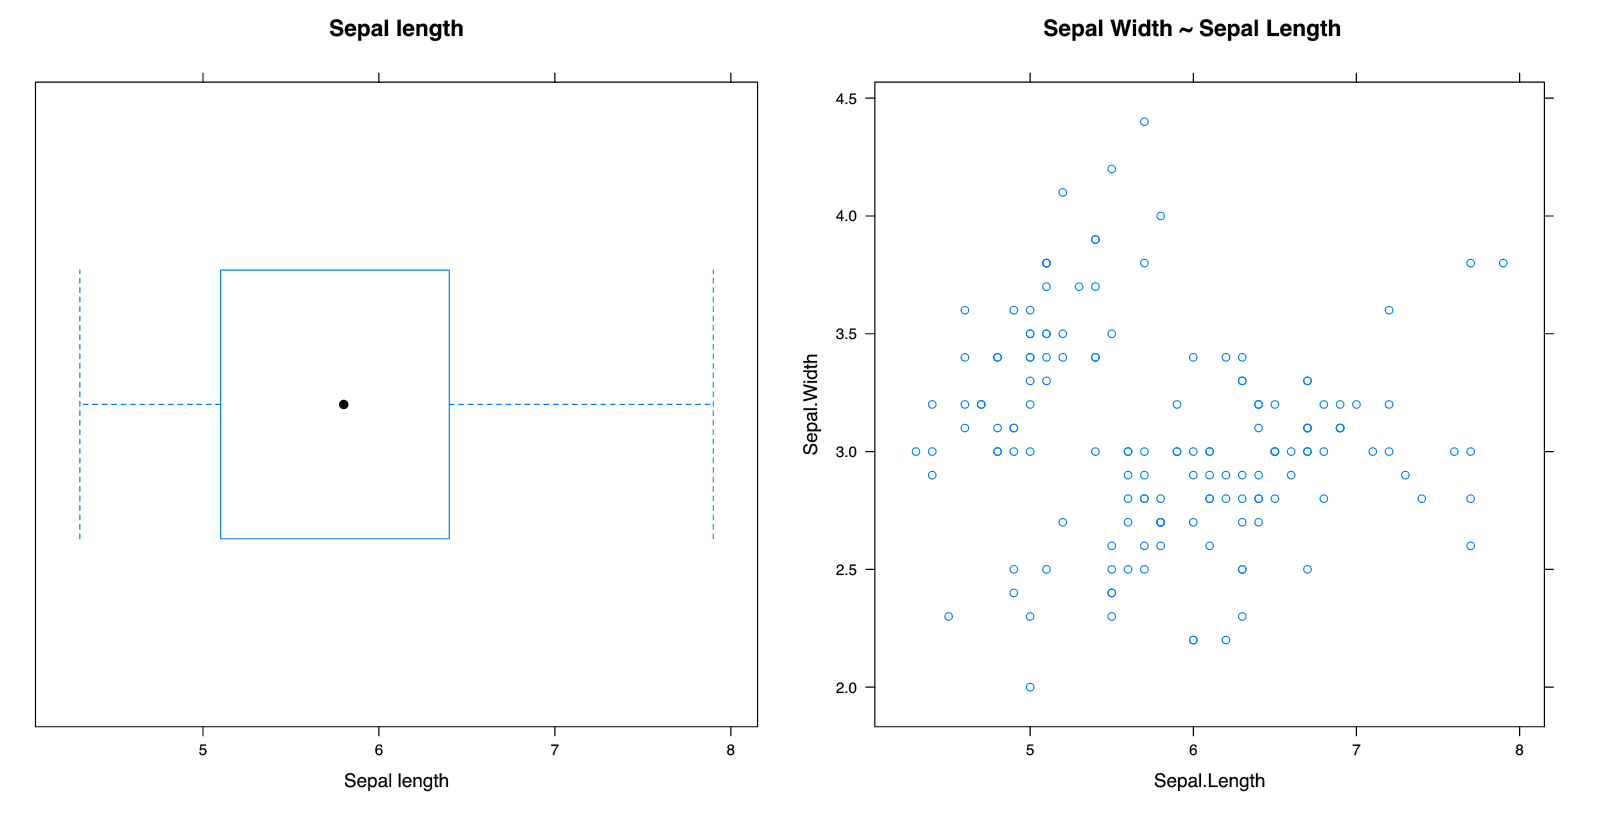 Sepal length
5 6 7 8
Sepal length
Sepal Width ~ Sepal Length
4.5
4.0
3.5
3.0
2.5
2.0
Sepal.Width
5 6 7 8
Sepal.Length